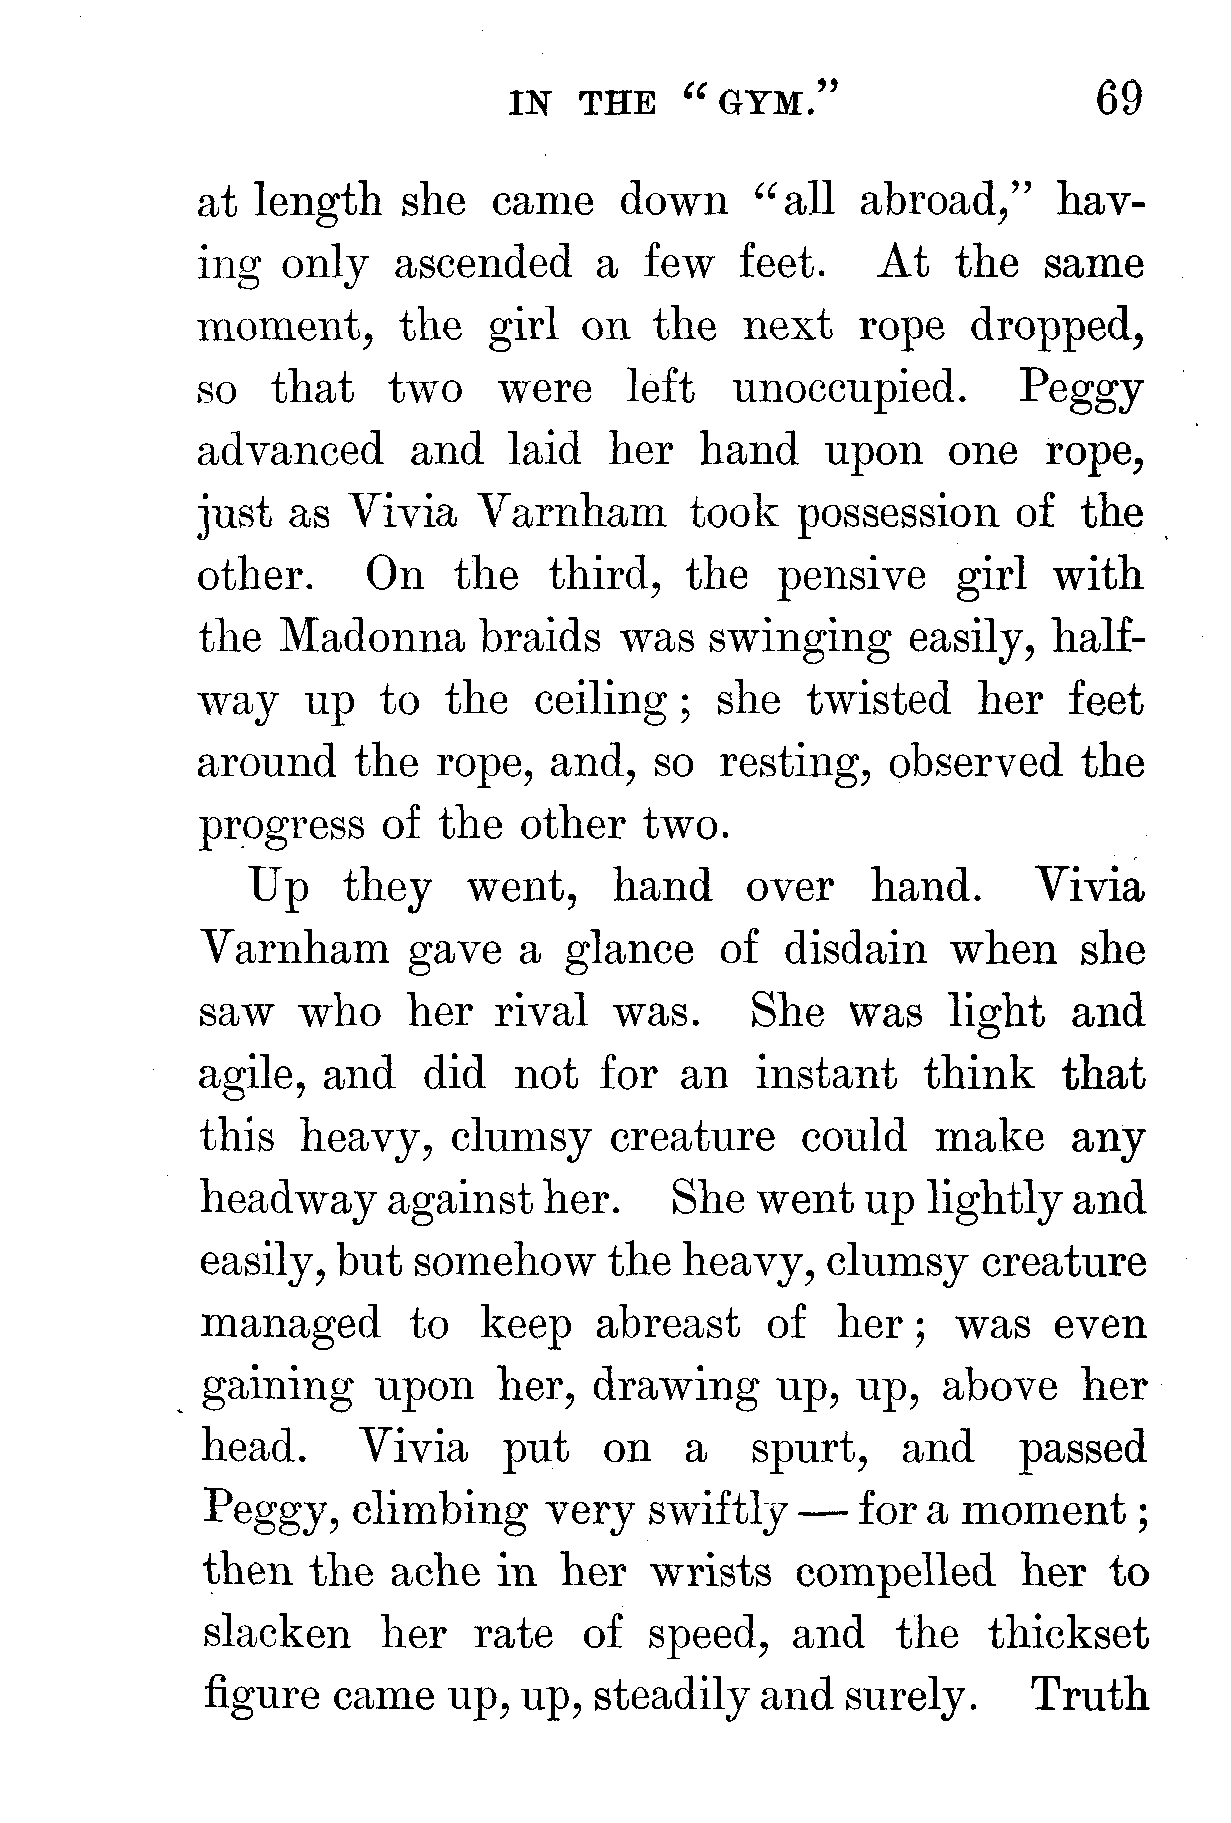 IN THE "GYM." 69
at length she came down "all abroad," hav-
ing only ascended a few feet. At the same
moment, the girl on the next rope dropped,
so that two were left unoccupied. Peggy
advanced and laid her hand upon one rope,
just as Vivia Varnham took possession of the
other. On the third, the pensive girl with
the Madonna braids was swinging easily, half-
way up to the ceiling; she twisted her feet
around the rope, and, so resting, observed the
progress of the other two.
Up they went, hand over hand. Vivia
Varnham gave a glance of disdain when she
saw who her rival was. She was light and
agile, and did not for an instant think that
this heavy, clumsy creature could make any
headway against her. She went up lightly and
easily, but somehow the heavy, clumsy creature
managed to keep abreast of her; was even
gaining upon her, drawing up, up, above her
head. Vivia put on a spurt, and passed
Peggy, climbing very swiftly — for a moment;
then the ache in her wrists compelled her to
slacken her rate of speed, and the thickset
figure came up, up, steadily and surely. Truth